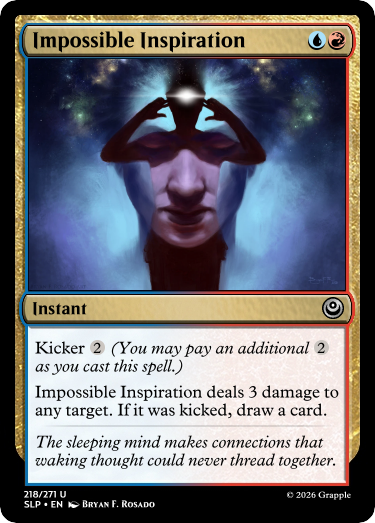 Impossible Inspiration
Instant
Kicker 2 (You may pay an additional 2
as you cast this spell.)
Impossible Inspiration deals 3 damage to
any target. If it was kicked, draw a card.
The sleeping mind makes connections that
waking thought could never thread together.
218/271 U
SLP • EN Bryan F. Rosado
© 2026 Grapple